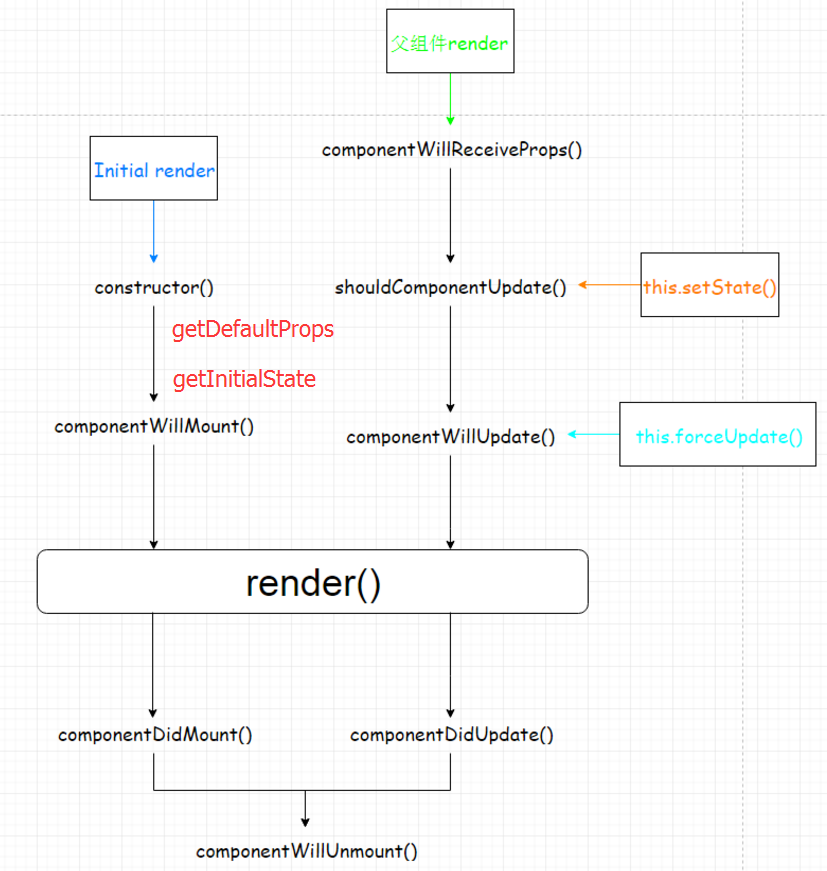 父组件render
componentWillReceiveProps()
Initial render
constructor()
shouldComponentUpdate()
this.setState()
getDefaultProps
getInitialState
componentWillMount()
componentWillUpdate()
this.forceUpdate()
render()
componentDidMount()
componentDidUpdate()
componentWillUnmount()